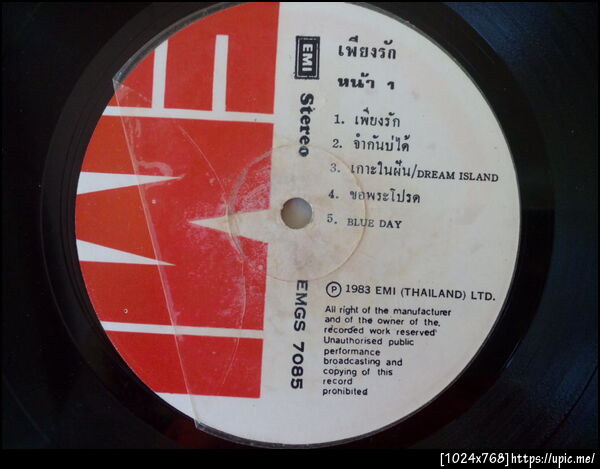 EMI
EMI
Stereo
เพียงรัก
หน้า 1
1. เพียงรัก
2. จำกันบ่ได้
3. เกาะในฝัน/DREAM ISLAND
4. ขอพระโปรด
5. BLUE DAY
EMGS 7085
Ⓟ 1983 EMI (THAILAND) LTD.
All right of the manufacturer
and of the owner of the.
recorded work reserved
Unauthorised public
performance
broadcasting and
copying of this
record
prohibited
[1024x768]https://upic.me/